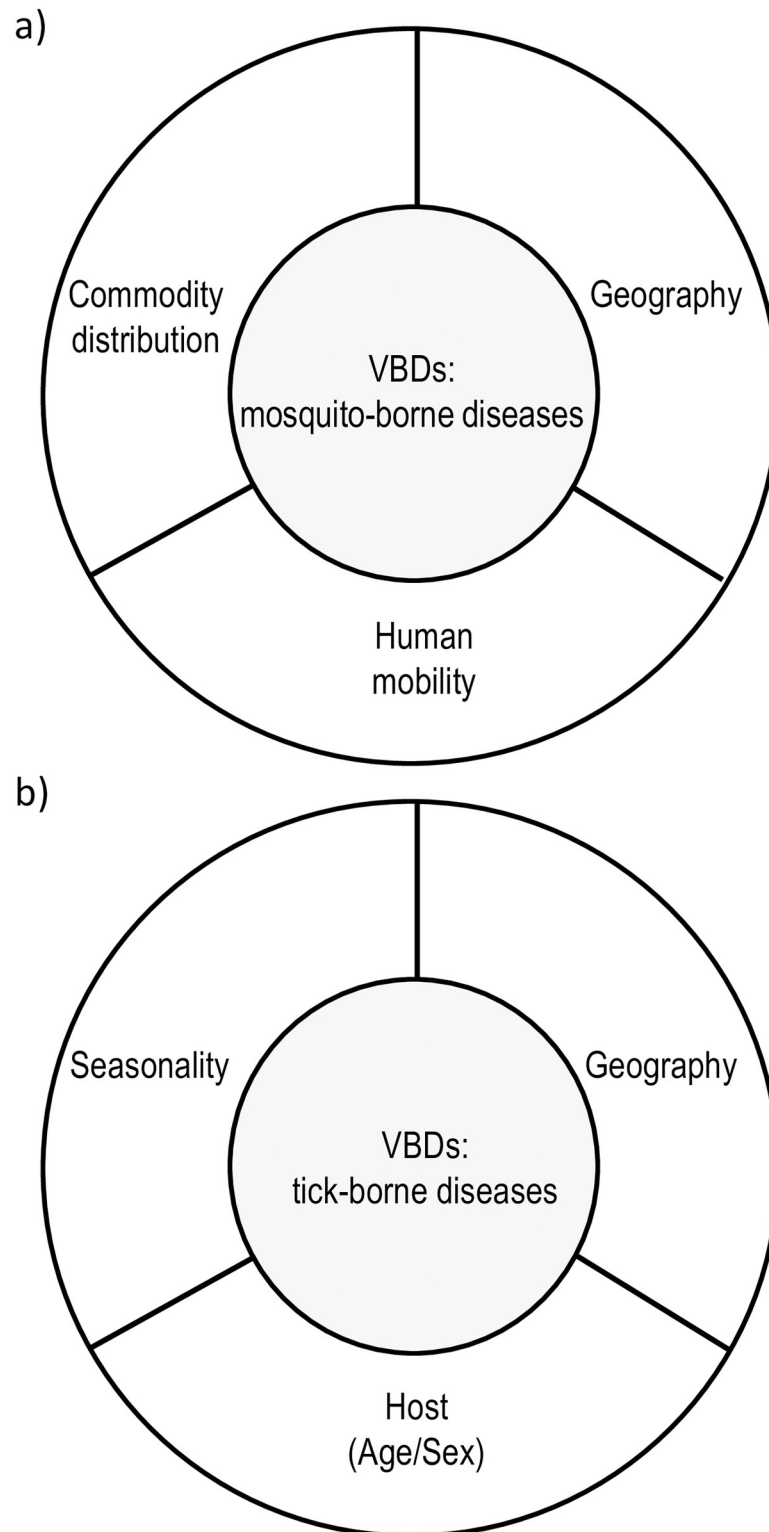 a)
Commodity
distribution
Geography
VBDs:
mosquito-borne diseases
Human
mobility
b)
Seasonality
Geography
VBDs:
tick-borne diseases
Host
(Age/Sex)